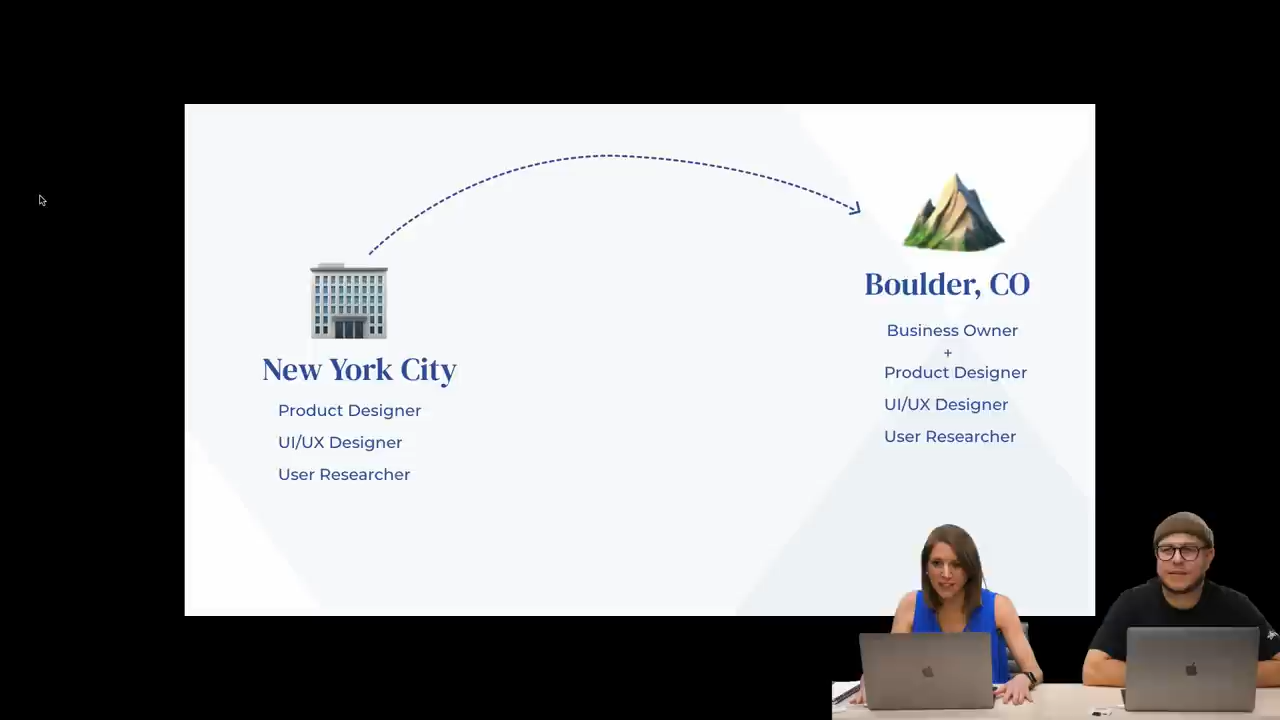 New York City
Product Designer
UI/UX Designer
User Researcher
Boulder, CO
Business Owner
+
Product Designer
UI/UX Designer
User Researcher